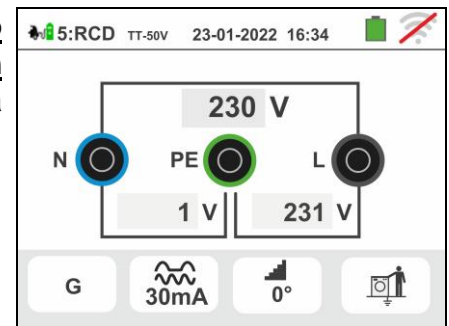 5:RCD TT-50V 23-01-2022 16:34
230 V
N PE L
1 V 231 V
G 30mA 0°